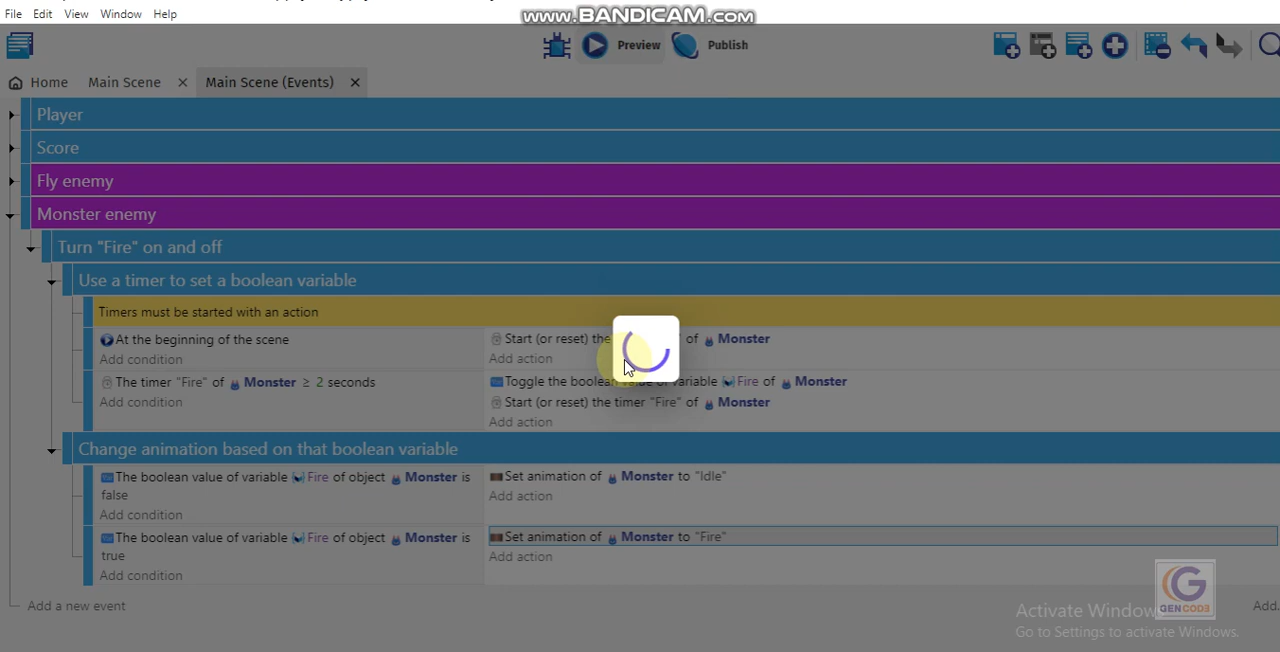 www.BANDICAM.com
File Edit View Window Help
Preview Publish
Home Main Scene × Main Scene (Events) ×
Player
Score
Fly enemy
Monster enemy
Turn "Fire" on and off
Use a timer to set a boolean variable
Timers must be started with an action
At the beginning of the scene
Add condition
Start (or reset) the of Monster
Add action
The timer "Fire" of Monster ≥ 2 seconds
Add condition
Toggle the boolean value of variable Fire of Monster
Start (or reset) the timer "Fire" of Monster
Add action
Change animation based on that boolean variable
The boolean value of variable Fire of object Monster is
false
Add condition
Set animation of Monster to "Idle"
Add action
The boolean value of variable Fire of object Monster is
true
Add condition
Set animation of Monster to "Fire"
Add action
Add a new event
Add.
G
GENCODE
Activate Windows
Go to Settings to activate Windows.